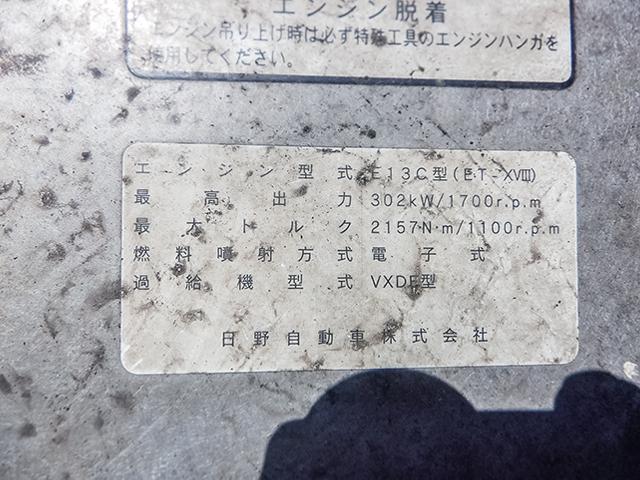 エンジン脱着
エンジン吊り上げ時は必ず特殊工具のエンジンハンガを
使用してください。
エンジン型式 E13C型(ET-XVIII)
最高出力 302kW/1700r.p.m
最大トルク 2157N·m/1100r.p.m
燃料噴射方式 電子式
過給機型式 VXDF型
日野自動車株式会社